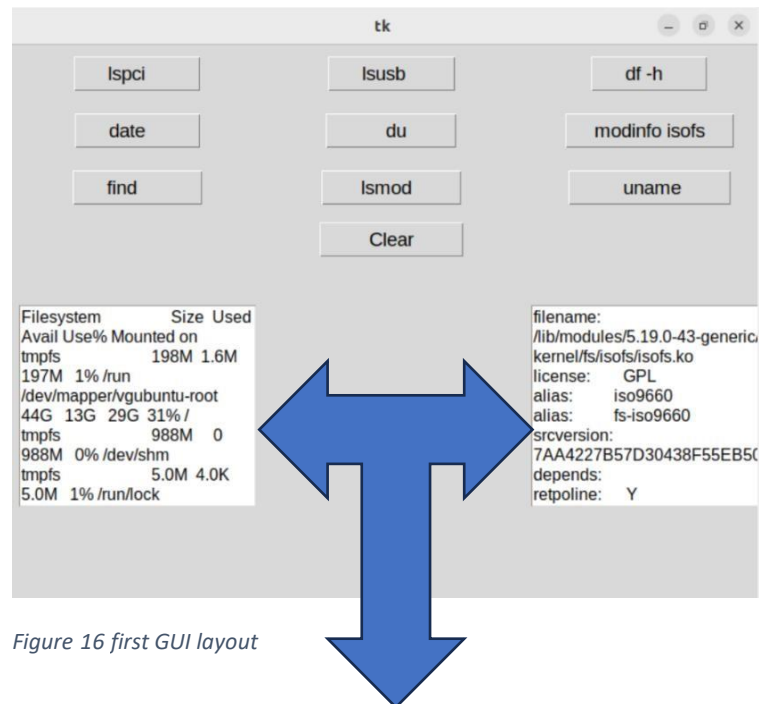 tk
lspci
lsusb
df -h
date
du
modinfo isofs
find
lsmod
uname
Clear
Filesystem Size Used
Avail Use% Mounted on
tmpfs 198M 1.6M
197M 1% /run
/dev/mapper/vgubuntu-root
44G 13G 29G 31% /
tmpfs 988M 0
988M 0% /dev/shm
tmpfs 5.0M 4.0K
5.0M 1% /run/lock
filename:
/lib/modules/5.19.0-43-generic/
kernel/fs/isofs/isofs.ko
license: GPL
alias: iso9660
alias: fs-iso9660
srcversion:
7AA4227B57D30438F55EB50
depends:
retpoline: Y
Figure 16 first GUI layout